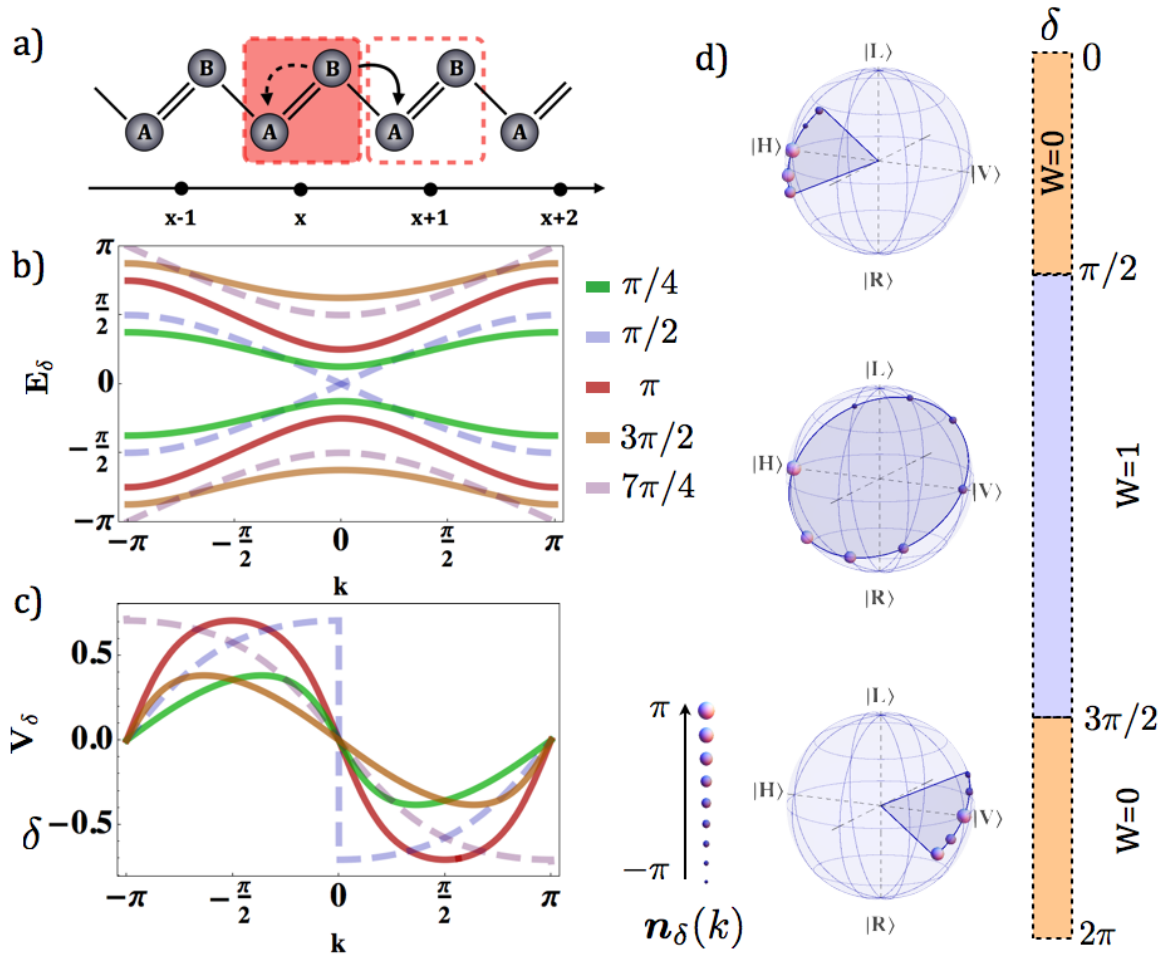 a)
B B B
A A A A
x-1 x x+1 x+2
b)
π
π/2
0
-π/2
-π
E_δ
-π -π/2 0 π/2 π
k
π/4
π/2
π
3π/2
7π/4
c)
0.5
0.0
-0.5
V_δ
δ
-π -π/2 0 π/2 π
k
d)
|L⟩
|H⟩
|V⟩
|R⟩
|L⟩
|H⟩
|V⟩
|R⟩
|L⟩
|H⟩
|V⟩
|R⟩
π
-π
n_δ(k)
δ
0
W=0
π/2
W=1
3π/2
W=0
2π